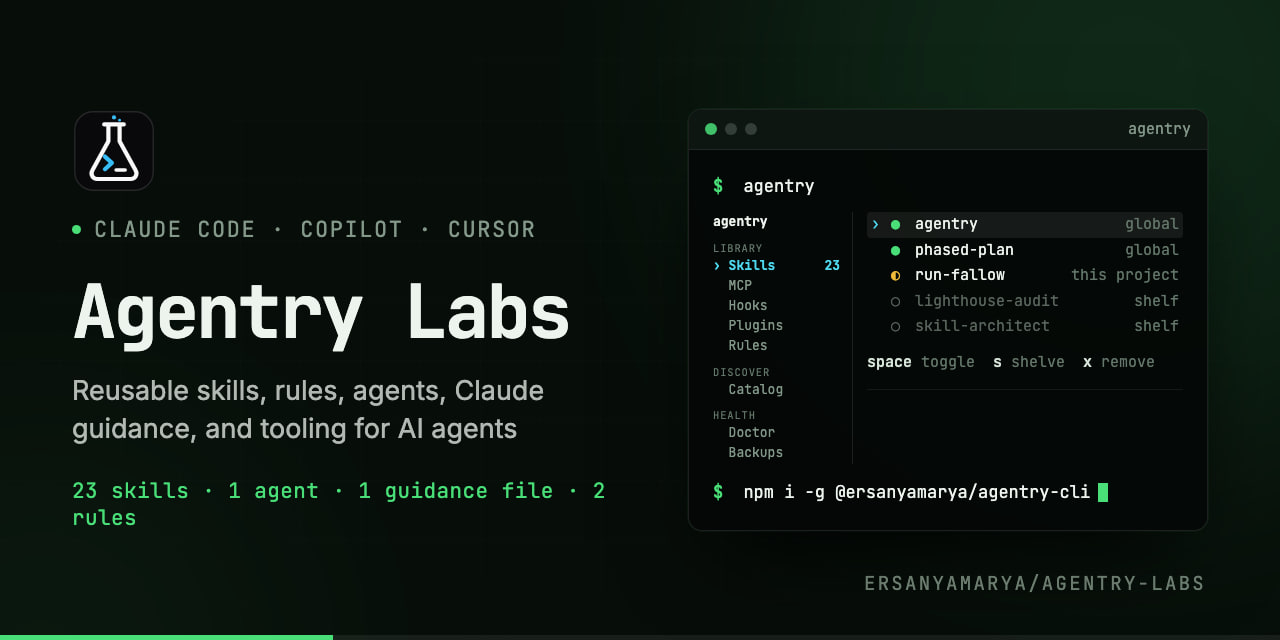 CLAUDE CODE · COPILOT · CURSOR
Agentry Labs
Reusable skills, rules, agents, Claude
guidance, and tooling for AI agents
23 skills · 1 agent · 1 guidance file · 2
rules
agentry
$ agentry
agentry
LIBRARY
› Skills 23
MCP
Hooks
Plugins
Rules
DISCOVER
Catalog
HEALTH
Doctor
Backups
› agentry global
phased-plan global
run-fallow this project
lighthouse-audit shelf
skill-architect shelf
space toggle s shelve x remove
$ npm i -g @ersanyamarya/agentry-cli
ERSANYAMARYA/AGENTRY-LABS